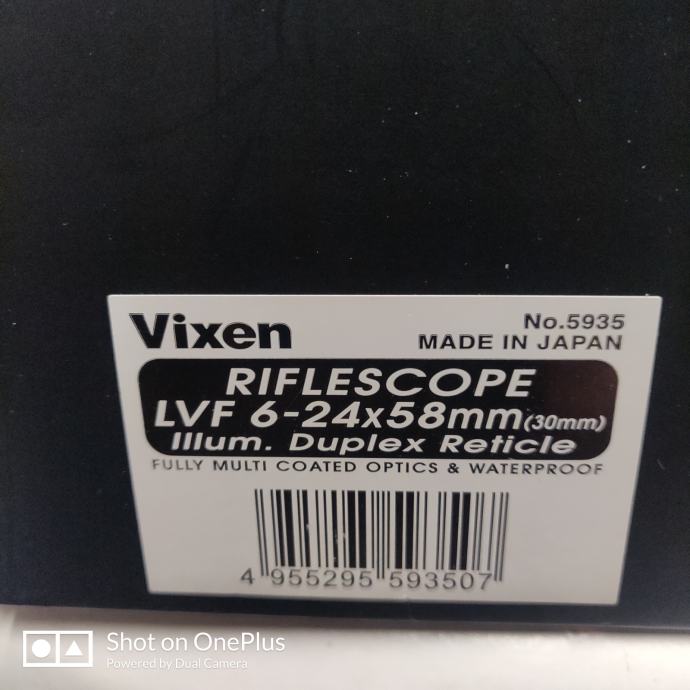 Vixen
No.5935
MADE IN JAPAN
RIFLESCOPE
LVF 6-24x58mm(30mm)
Illum. Duplex Reticle
FULLY MULTI COATED OPTICS & WATERPROOF
4 955295 593507
Shot on OnePlus
Powered by Dual Camera